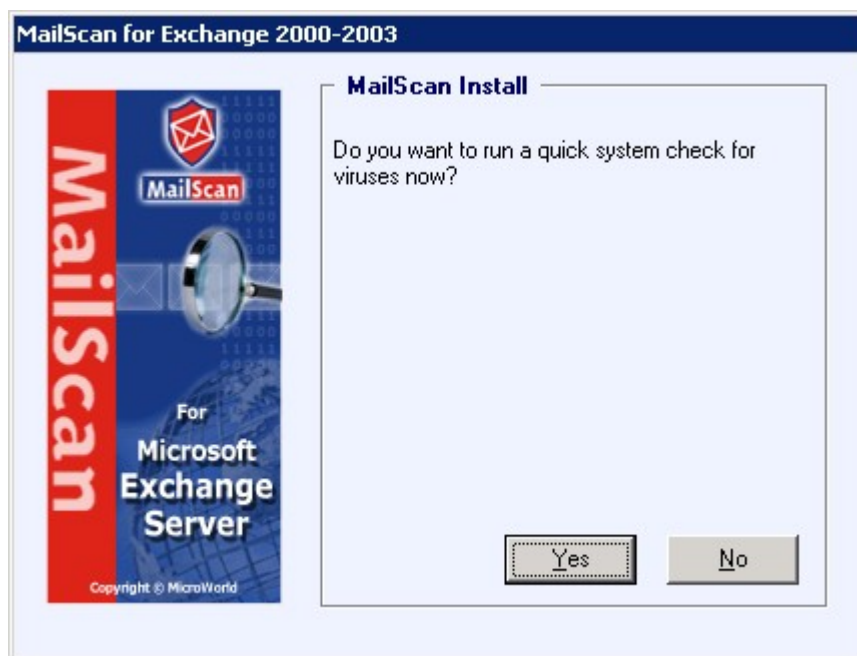 MailScan for Exchange 2000-2003
MailScan Install
Do you want to run a quick system check for
viruses now?
MailScan
MailScan
For
Microsoft
Exchange
Server
Copyright © MicroWorld
Yes
No